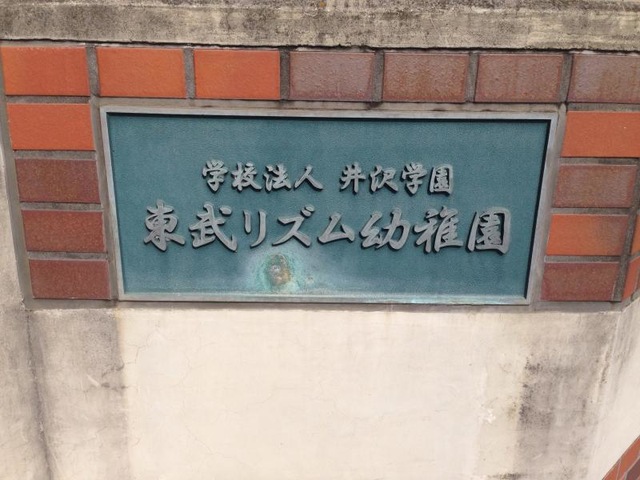 学校法人 井沢学園
東武リズム幼稚園